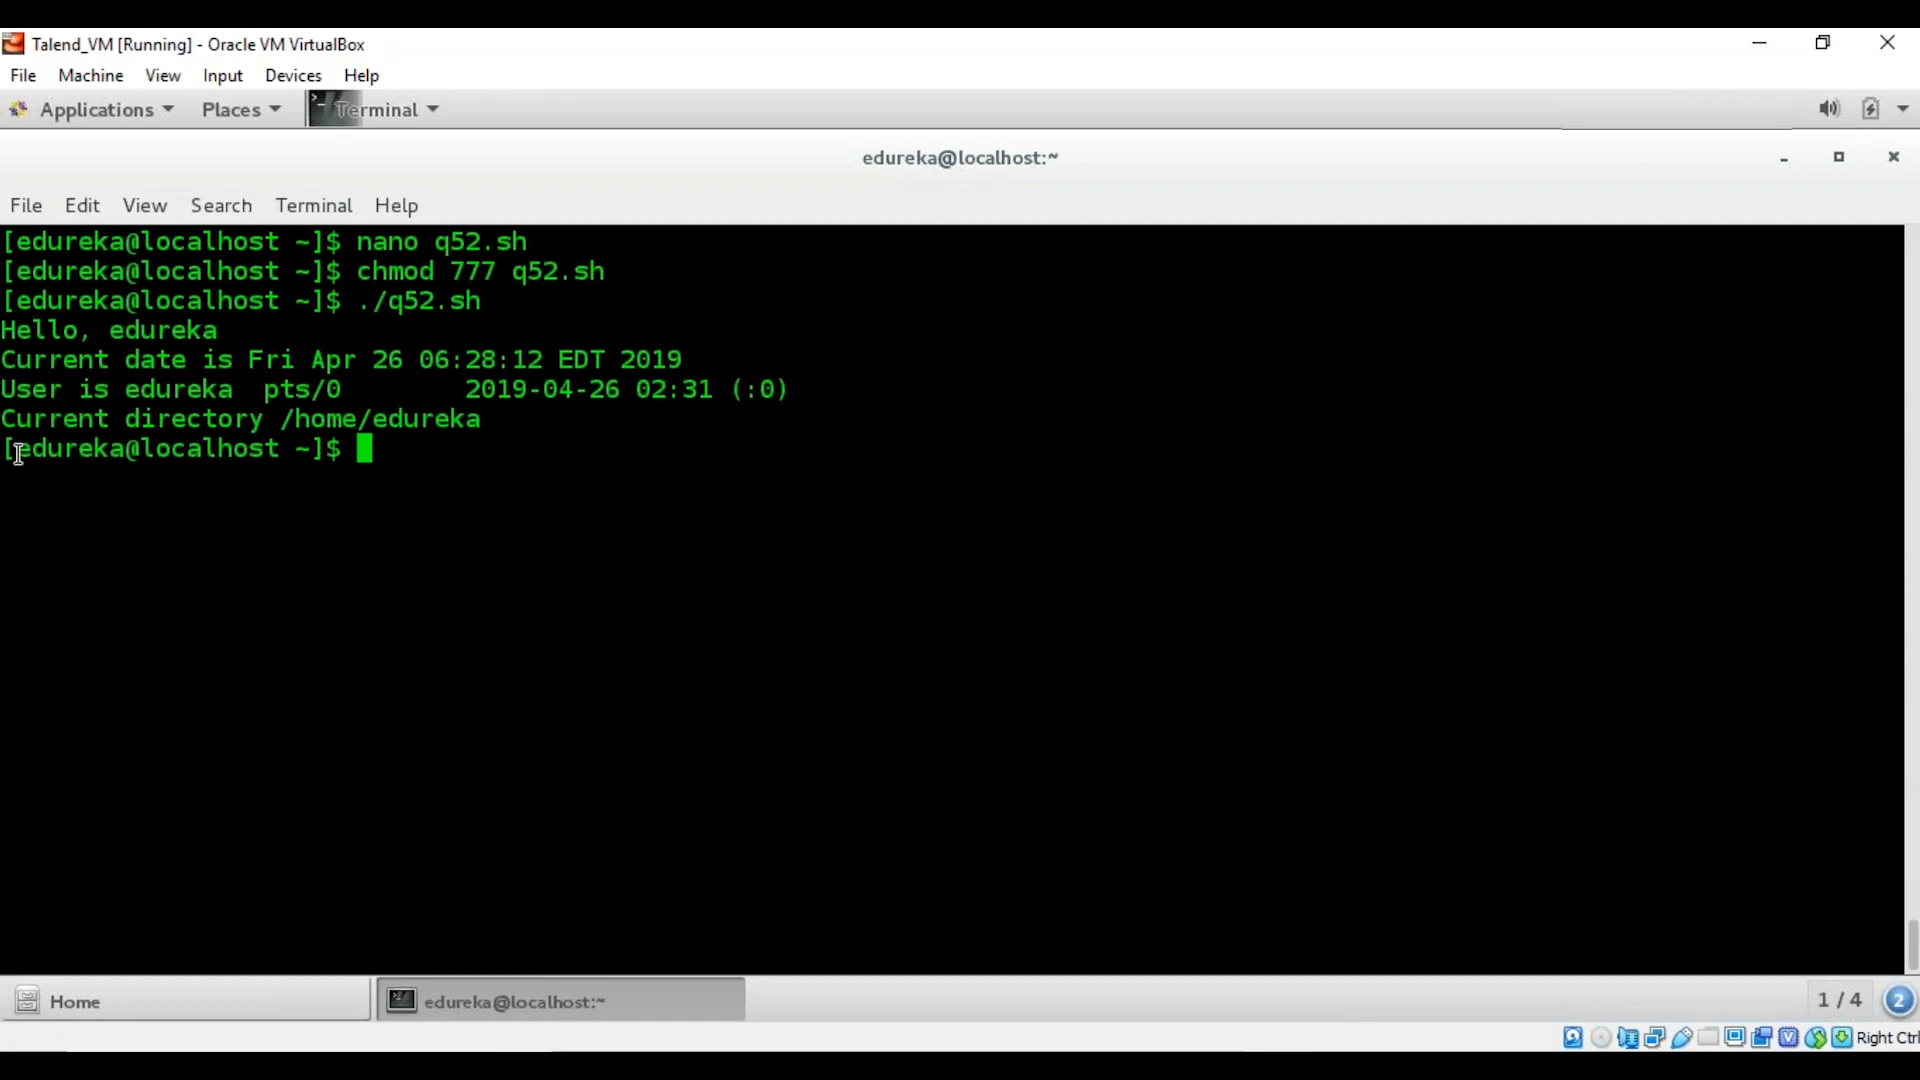 Talend_VM [Running] - Oracle VM VirtualBox
File Machine View Input Devices Help
Applications Places Terminal
edureka@localhost:~
File Edit View Search Terminal Help
[edureka@localhost ~]$ nano q52.sh
[edureka@localhost ~]$ chmod 777 q52.sh
[edureka@localhost ~]$ ./q52.sh
Hello, edureka
Current date is Fri Apr 26 06:28:12 EDT 2019
User is edureka  pts/0        2019-04-26 02:31 (:0)
Current directory /home/edureka
[edureka@localhost ~]$
Home edureka@localhost:~ 1 / 4 2
Right Ctrl